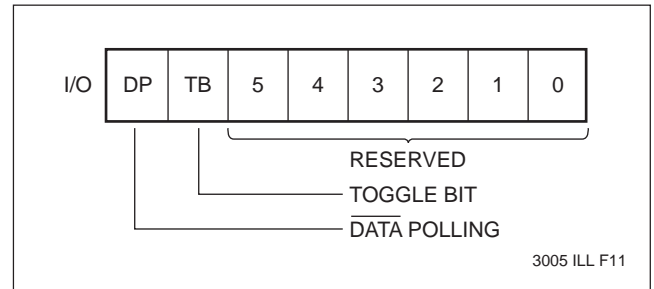 I/O DP TB 5 4 3 2 1 0
RESERVED
TOGGLE BIT
DATA POLLING
3005 ILL F11